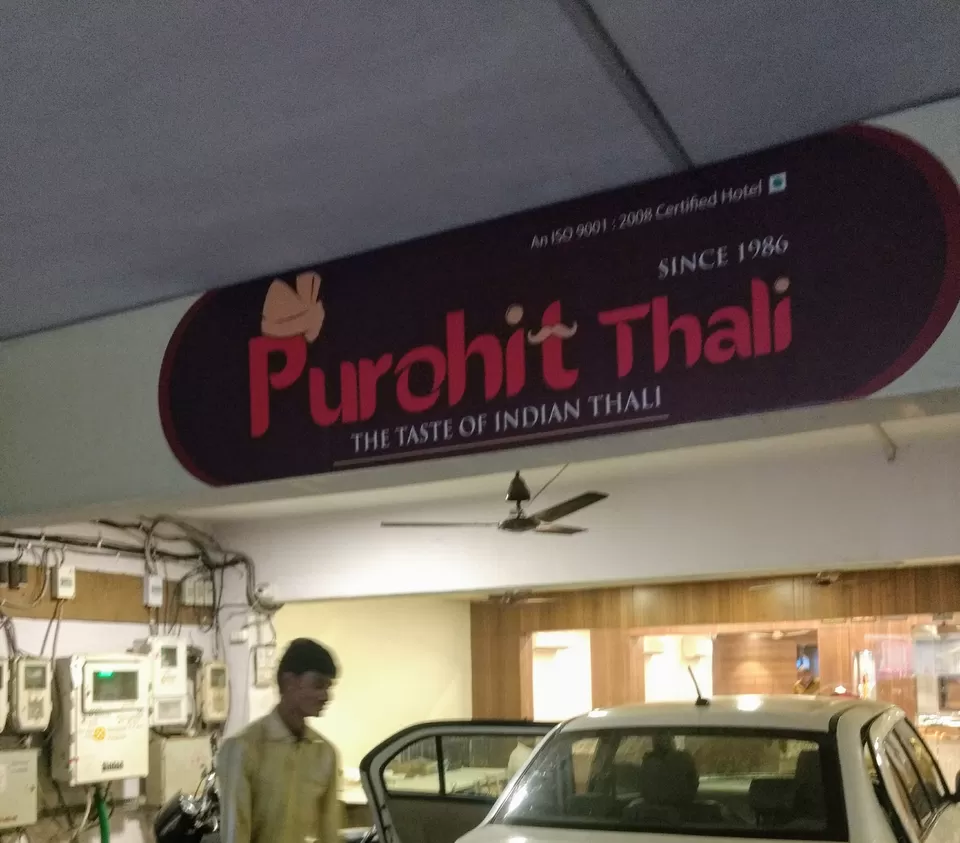 An ISO 9001 : 2008 Certified Hotel
SINCE 1986
Purohit Thali
THE TASTE OF INDIAN THALI